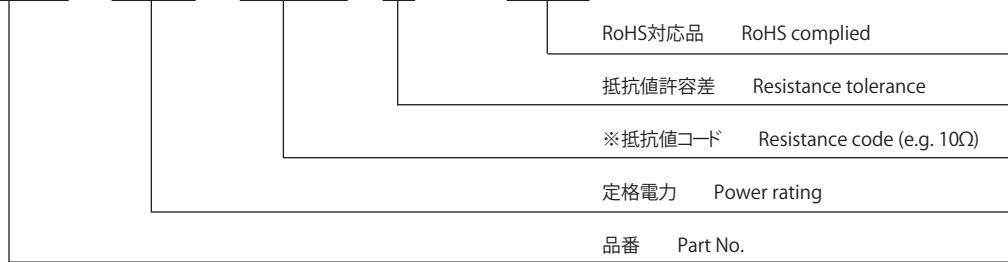 RoHS対応品 RoHS complied
抵抗値許容差 Resistance tolerance
※抵抗値コード Resistance code (e.g. 10Ω)
定格電力 Power rating
品番 Part No.